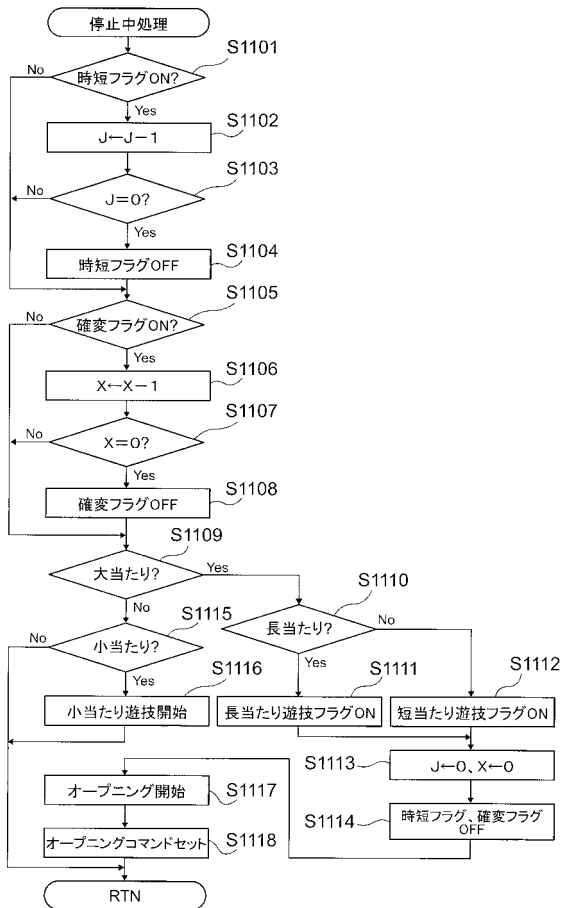 停止中処理
S1101
時短フラグON?
No
Yes
S1102
J←J−1
S1103
J=0?
No
Yes
S1104
時短フラグOFF
S1105
確変フラグON?
No
Yes
S1106
X←X−1
S1107
X=0?
No
Yes
S1108
確変フラグOFF
S1109
大当たり?
Yes
No
S1110
長当たり?
No
Yes
S1115
小当たり?
No
Yes
S1116
小当たり遊技開始
S1111
長当たり遊技フラグON
S1112
短当たり遊技フラグON
S1113
J←0、X←0
S1114
時短フラグ、確変フラグ
OFF
オープニング開始
S1117
オープニングコマンドセット
S1118
RTN